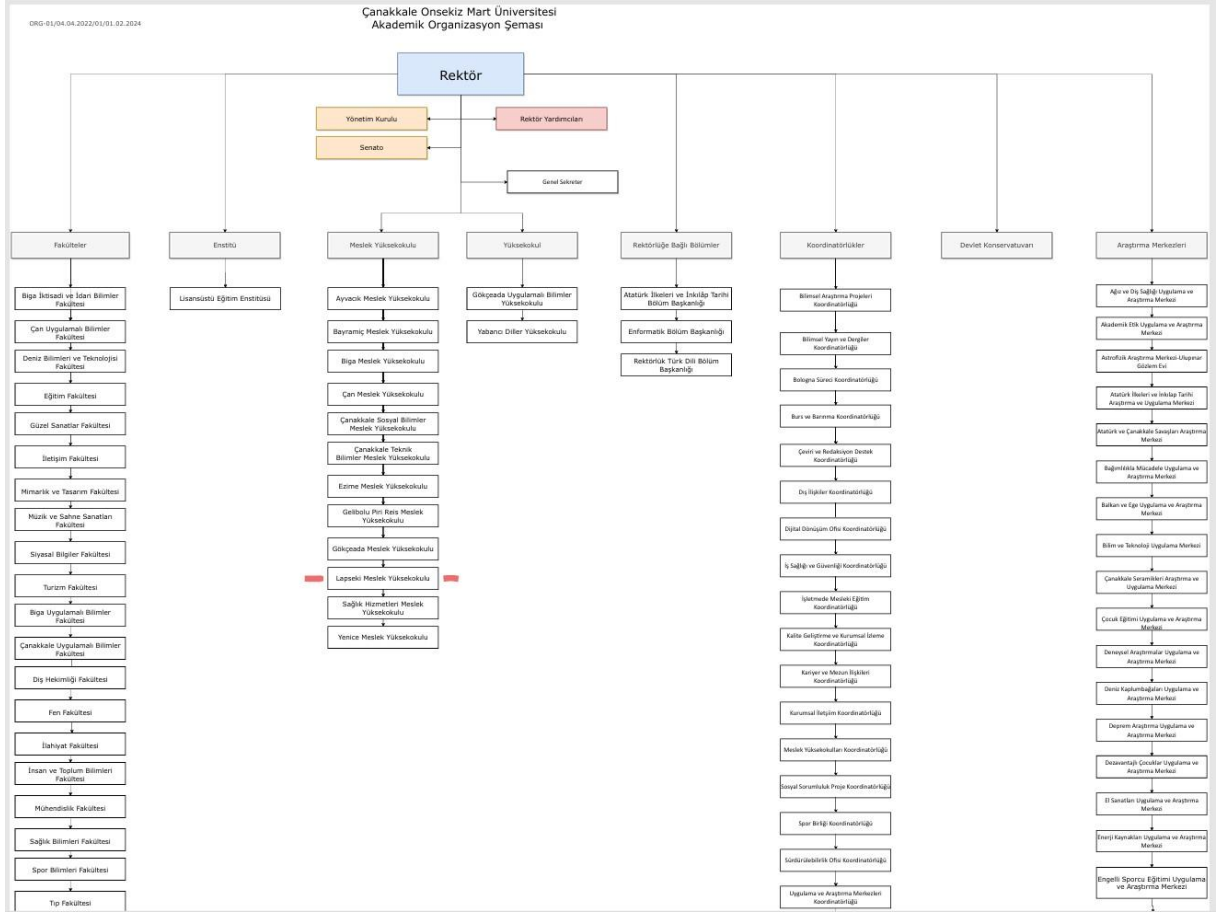 Çanakkale Onsekiz Mart Üniversitesi
Akademik Organizasyon Şeması
DRG-01/04.04.2022/01/01.02.2024
Rektör
Yönetim Kurulu
Rektör Yardımcıları
Senato
Genel Sekreter
Fakülteler
Biga İktisadi ve İdari Bilimler
Fakültesi
Çan Uygulamalı Bilimler
Fakültesi
Deniz Bilimleri ve Teknolojisi
Fakültesi
Eğitim Fakültesi
Güzel Sanatlar Fakültesi
İletişim Fakültesi
Mimarlık ve Tasarım Fakültesi
Müzik ve Sahne Sanatları
Fakültesi
Siyasal Bilgiler Fakültesi
Turizm Fakültesi
Biga Uygulamalı Bilimler
Fakültesi
Çanakkale Uygulamalı Bilimler
Fakültesi
Diş Hekimliği Fakültesi
Fen Fakültesi
İlahiyat Fakültesi
İnsan ve Toplum Bilimleri
Fakültesi
Mühendislik Fakültesi
Sağlık Bilimleri Fakültesi
Spor Bilimleri Fakültesi
Tıp Fakültesi
Enstitü
Lisansüstü Eğitim Enstitüsü
Meslek Yüksekokulu
Ayvacık Meslek Yüksekokulu
Bayramiç Meslek Yüksekokulu
Biga Meslek Yüksekokulu
Çan Meslek Yüksekokulu
Çanakkale Sosyal Bilimler
Meslek Yüksekokulu
Çanakkale Teknik
Bilimler Meslek Yüksekokulu
Ezime Meslek Yüksekokulu
Gelibolu Piri Reis Meslek
Yüksekokulu
Gökçeada Meslek Yüksekokulu
Lapseki Meslek Yüksekokulu
Sağlık Hizmetleri Meslek
Yüksekokulu
Yenice Meslek Yüksekokulu
Yüksekokul
Gökçeada Uygulamalı Bilimler
Yüksekokulu
Yabancı Diller Yüksekokulu
Rektörlüğe Bağlı Bölümler
Atatürk İlkeleri ve İnkılâp Tarihi
Bölüm Başkanlığı
Enformatik Bölüm Başkanlığı
Rektörlük Türk Dili Bölüm
Başkanlığı
Koordinatörlükler
Bilimsel Araştırma Projeleri
Koordinatörlüğü
Bilimsel Yayın ve Dergiler
Koordinatörlüğü
Bologna Süreci Koordinatörlüğü
Burs ve Barınma Koordinatörlüğü
Çeviri ve Redaksiyon Destek
Koordinatörlüğü
Dış İlişkiler Koordinatörlüğü
Dijital Dönüşüm Ofisi Koordinatörlüğü
İş Sağlığı ve Güvenliği Koordinatörlüğü
İşletmede Mesleki Eğitim
Koordinatörlüğü
Kalite Geliştirme ve Kurumsal İzleme
Koordinatörlüğü
Kariyer ve Mezun İlişkileri
Koordinatörlüğü
Kurumsal İletişim Koordinatörlüğü
Meslek Yüksekokulları Koordinatörlüğü
Sosyal Sorumluluk Proje Koordinatörlüğü
Spor Birliği Koordinatörlüğü
Sürdürülebilirlik Ofisi Koordinatörlüğü
Uygulama ve Araştırma Merkezleri
Koordinatörlüğü
Devlet Konservatuvarı
Araştırma Merkezleri
Ağız ve Diş Sağlığı Uygulama ve
Araştırma Merkezi
Akademik Etik Uygulama ve Araştırma
Merkezi
Astrofizik Araştırma Merkezi-Ulupınar
Gözlem Evi
Atatürk İlkeleri ve İnkılap Tarihi
Araştırma ve Uygulama Merkezi
Atatürk ve Çanakkale Savaşları Araştırma
Merkezi
Bağımlılıkla Mücadele Uygulama ve
Araştırma Merkezi
Balkan ve Ege Uygulama ve Araştırma
Merkezi
Bilim ve Teknoloji Uygulama Merkezi
Çanakkale Seramikleri Araştırma ve
Uygulama Merkezi
Çocuk Eğitimi Uygulama ve Araştırma
Merkezi
Deneysel Araştırmalar Uygulama ve
Araştırma Merkezi
Deniz Kaplumbağaları Uygulama ve
Araştırma Merkezi
Deprem Araştırma Uygulama ve
Araştırma Merkezi
Dezavantajlı Çocuklar Uygulama ve
Araştırma Merkezi
El Sanatları Uygulama ve Araştırma
Merkezi
Enerji Kaynakları Uygulama ve Araştırma
Merkezi
Engelli Sporcu Eğitimi Uygulama
ve Araştırma Merkezi